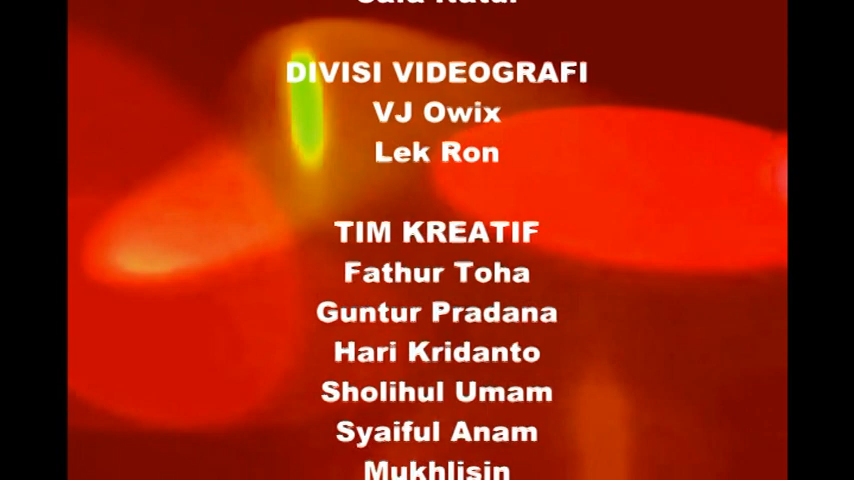 DIVISI VIDEOGRAFI
VJ Owix
Lek Ron
TIM KREATIF
Fathur Toha
Guntur Pradana
Hari Kridanto
Sholihul Umam
Syaiful Anam
Mukhlisin